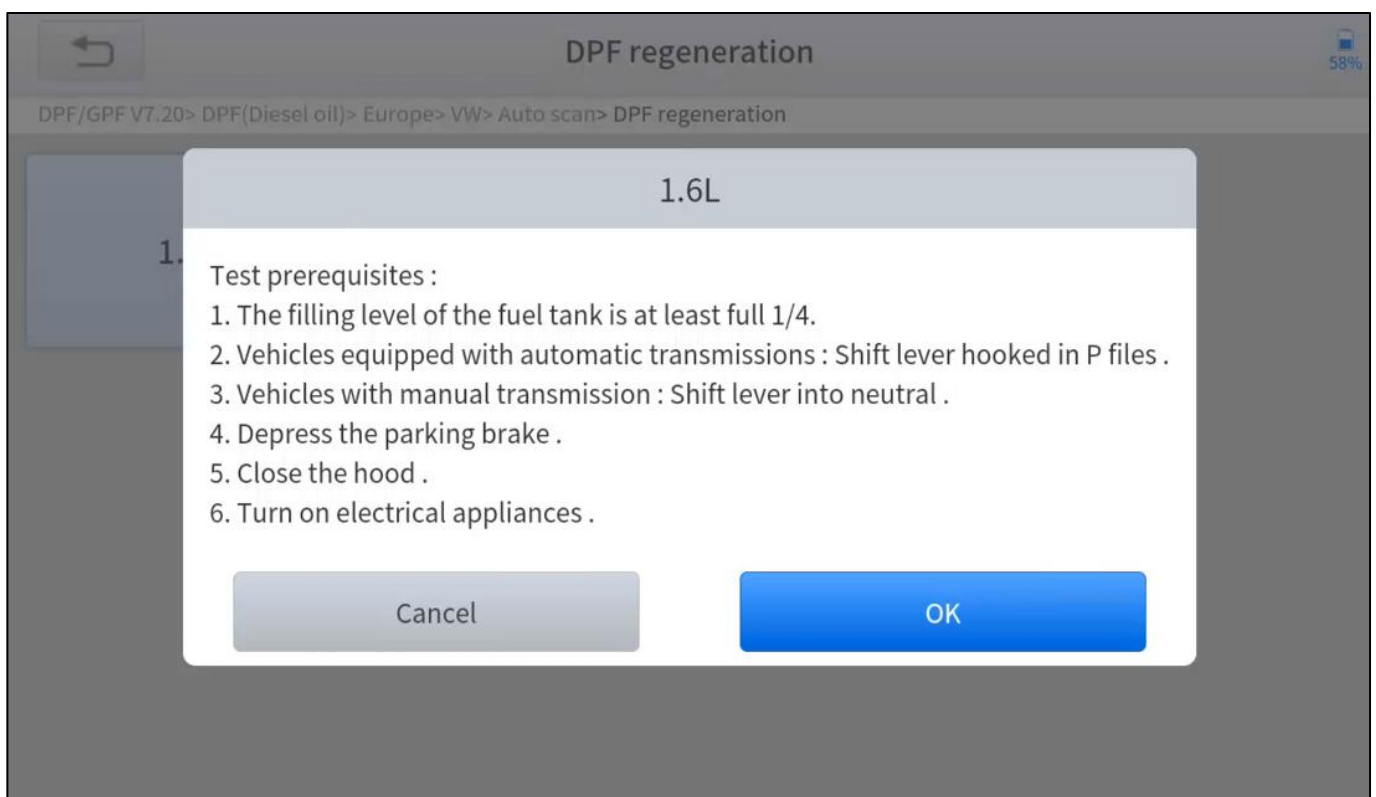 DPF regeneration
58%
DPF/GPF V7.20> DPF(Diesel oil)> Europe> VW> Auto scan> DPF regeneration
1.6L
1.
Test prerequisites :
1. The filling level of the fuel tank is at least full 1/4.
2. Vehicles equipped with automatic transmissions : Shift lever hooked in P files .
3. Vehicles with manual transmission : Shift lever into neutral .
4. Depress the parking brake .
5. Close the hood .
6. Turn on electrical appliances .
Cancel
OK